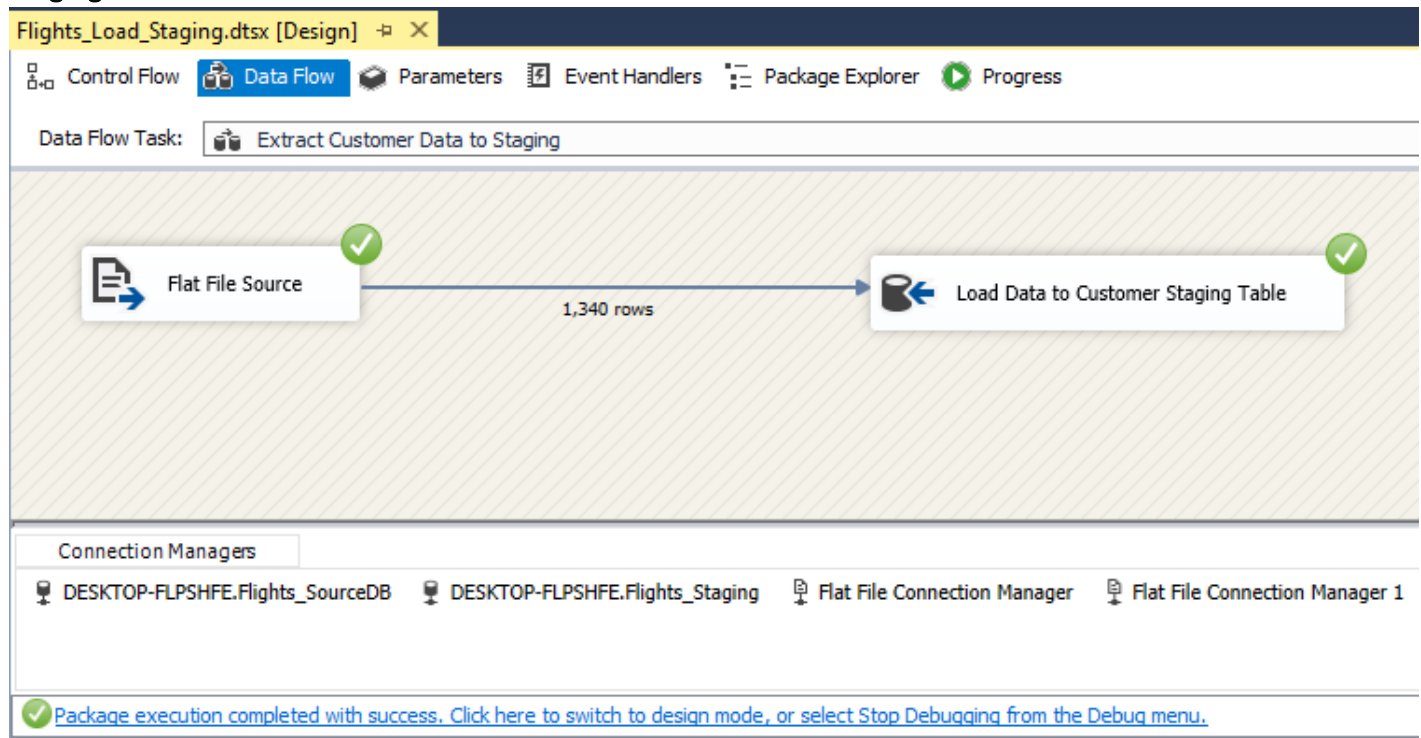 Flights_Load_Staging.dtsx [Design]
Control Flow Data Flow Parameters Event Handlers Package Explorer Progress
Data Flow Task: Extract Customer Data to Staging
Flat File Source
1,340 rows
Load Data to Customer Staging Table
Connection Managers
DESKTOP-FLPSHFE.Flights_SourceDB DESKTOP-FLPSHFE.Flights_Staging Flat File Connection Manager Flat File Connection Manager 1
Package execution completed with success. Click here to switch to design mode, or select Stop Debugging from the Debug menu.